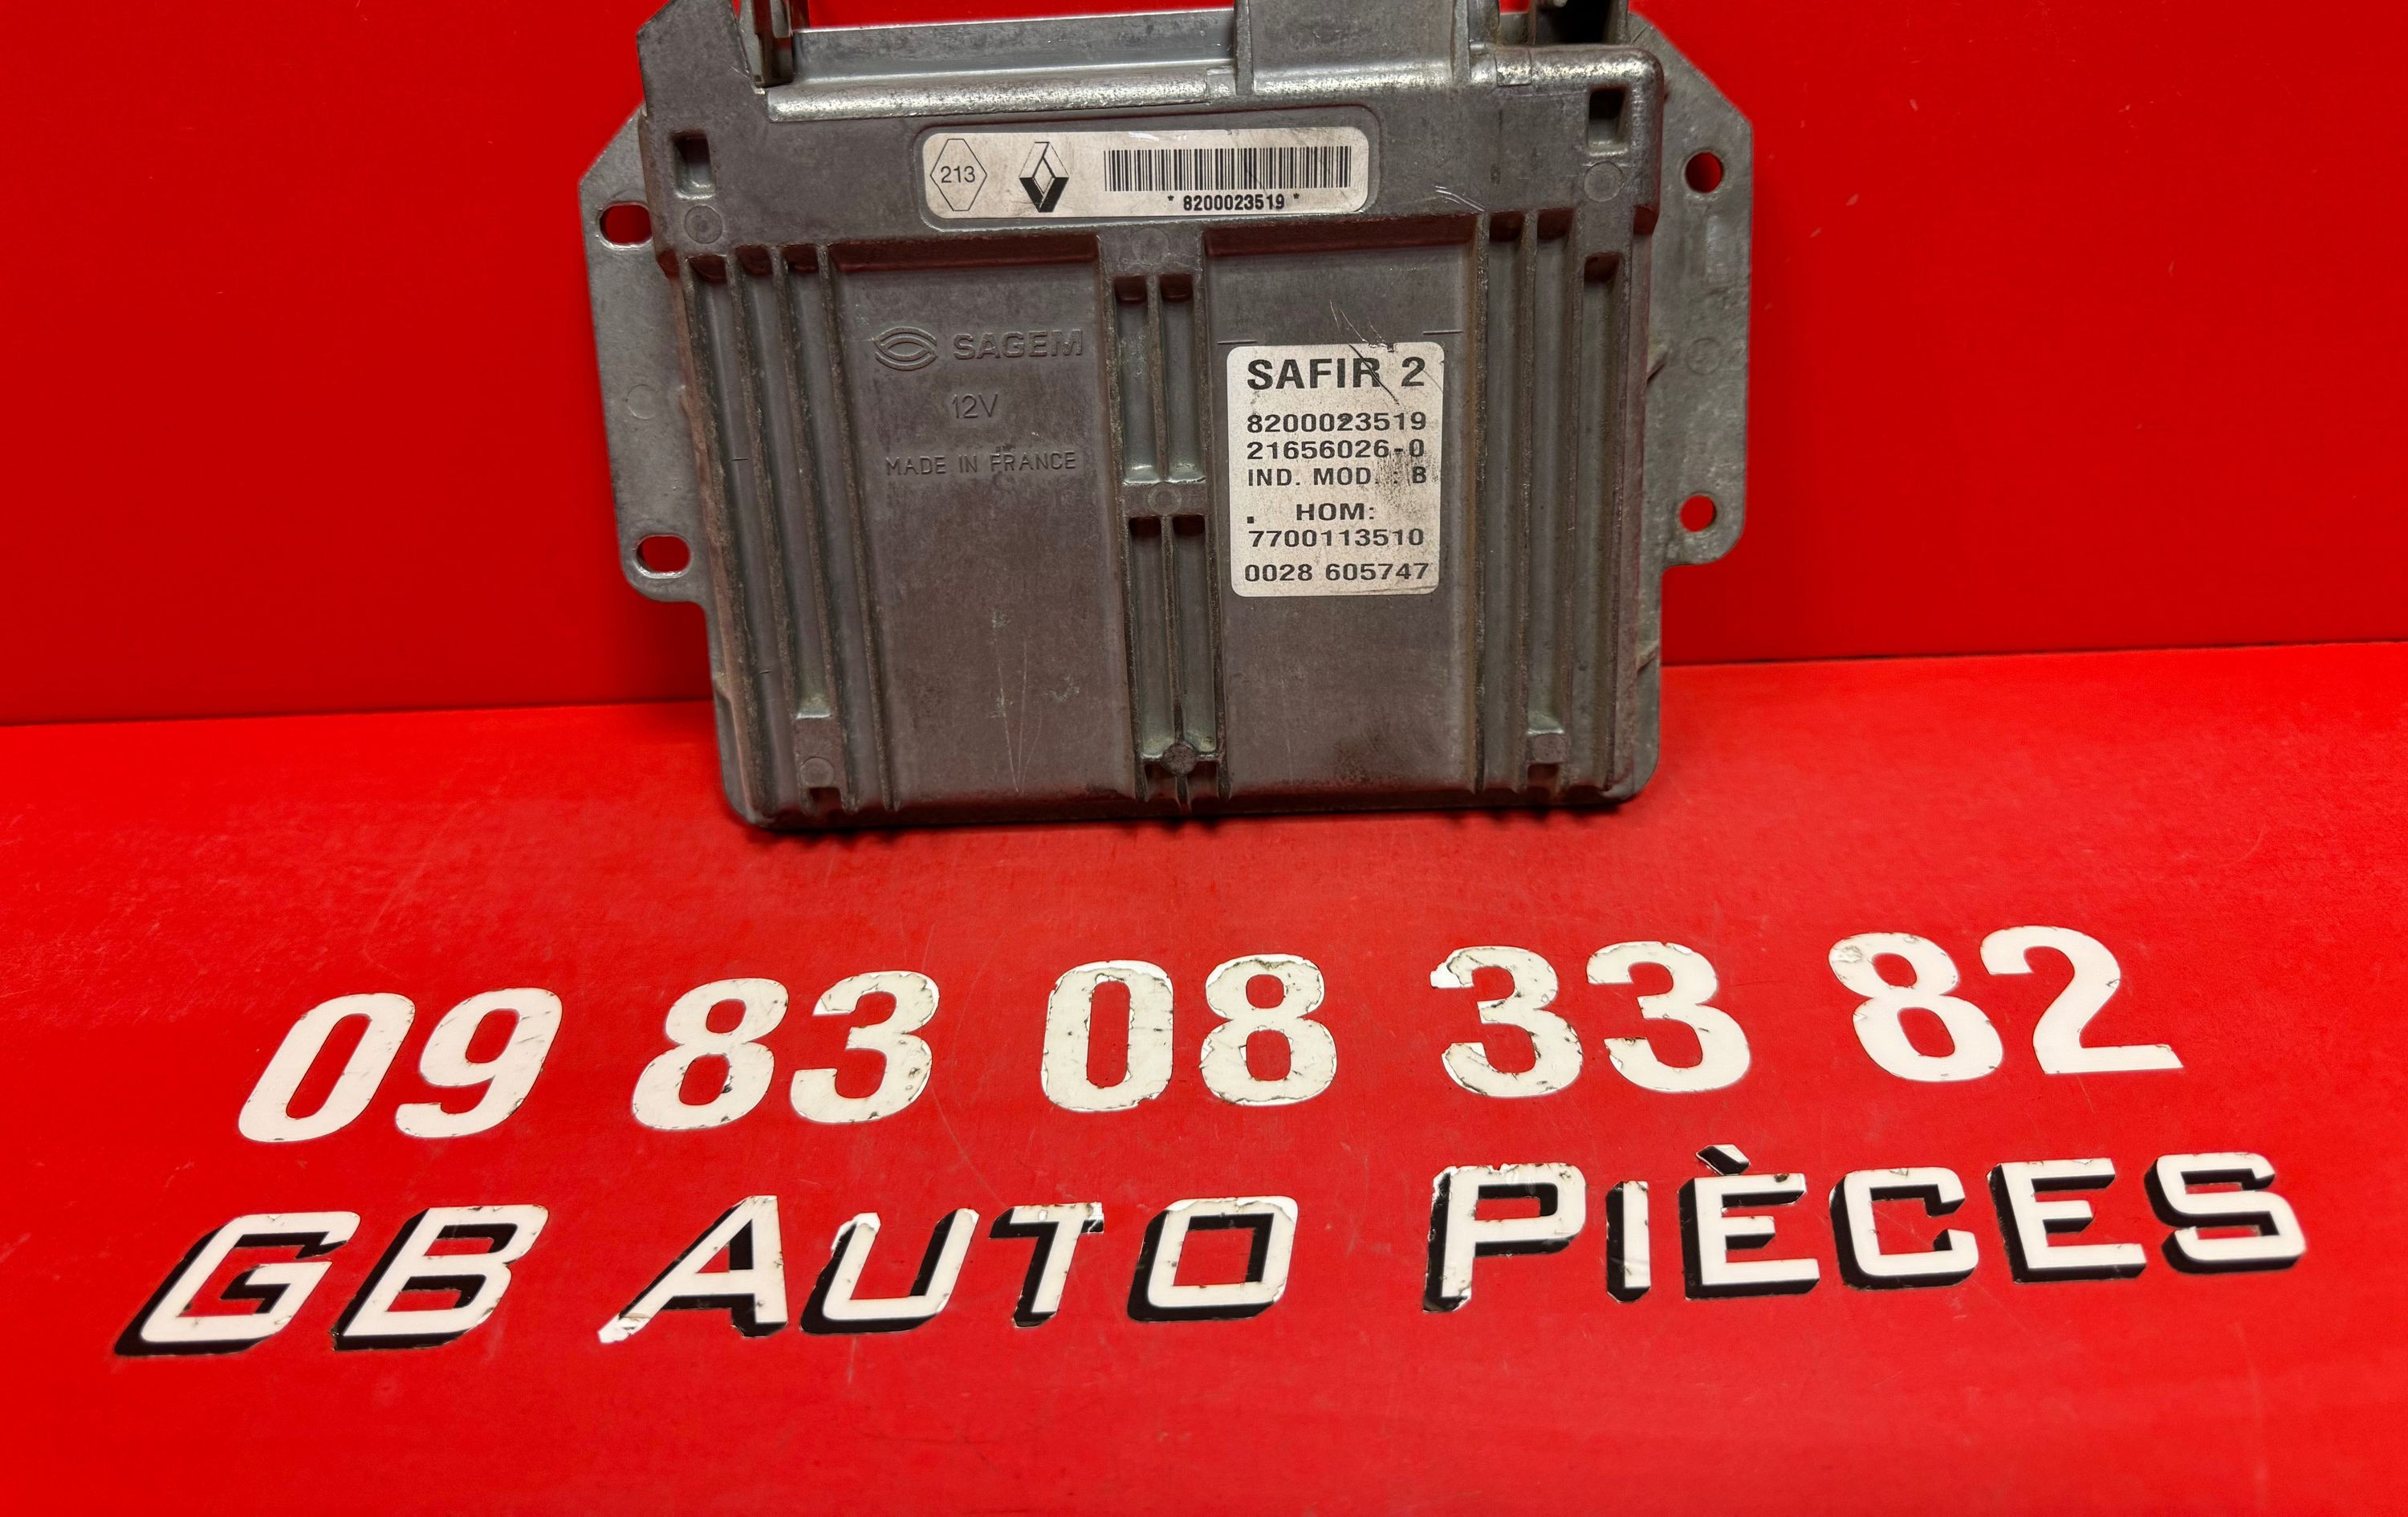 213
* 8200023519 *
SAGEM
12V
MADE IN FRANCE
SAFIR 2
8200023519
21656026-0
IND. MOD. : B
. HOM:
7700113510
0028 605747
09 83 08 33 82
GB AUTO PIÈCES